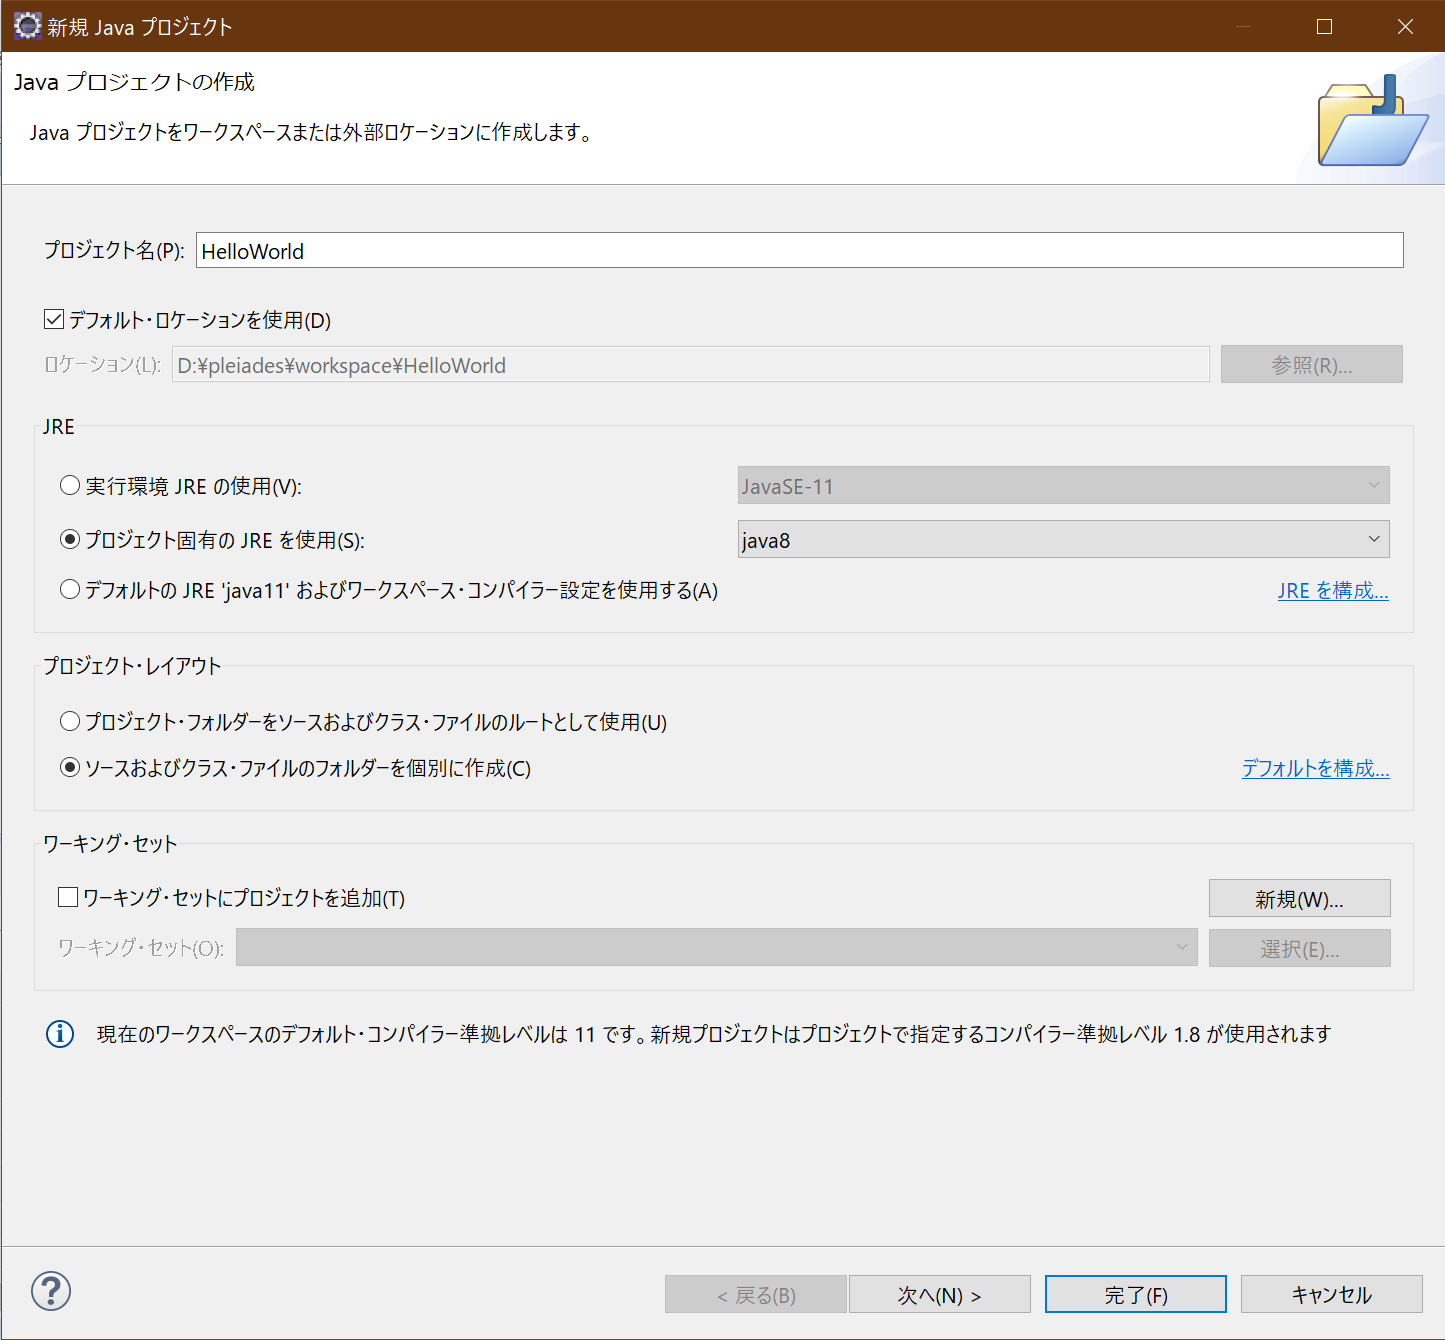 新規 Java プロジェクト
Java プロジェクトの作成
Java プロジェクトをワークスペースまたは外部ロケーションに作成します。
プロジェクト名(P): HelloWorld
デフォルト・ロケーションを使用(D)
ロケーション(L): D:¥pleiades¥workspace¥HelloWorld 参照(R)...
JRE
実行環境 JRE の使用(V): JavaSE-11
プロジェクト固有の JRE を使用(S): java8
デフォルトの JRE 'java11' およびワークスペース・コンパイラー設定を使用する(A) JRE を構成...
プロジェクト・レイアウト
プロジェクト・フォルダーをソースおよびクラス・ファイルのルートとして使用(U)
ソースおよびクラス・ファイルのフォルダーを個別に作成(C) デフォルトを構成...
ワーキング・セット
ワーキング・セットにプロジェクトを追加(T) 新規(W)...
ワーキング・セット(O): 選択(E)...
現在のワークスペースのデフォルト・コンパイラー準拠レベルは 11 です。新規プロジェクトはプロジェクトで指定するコンパイラー準拠レベル 1.8 が使用されます
< 戻る(B) 次へ(N) > 完了(F) キャンセル